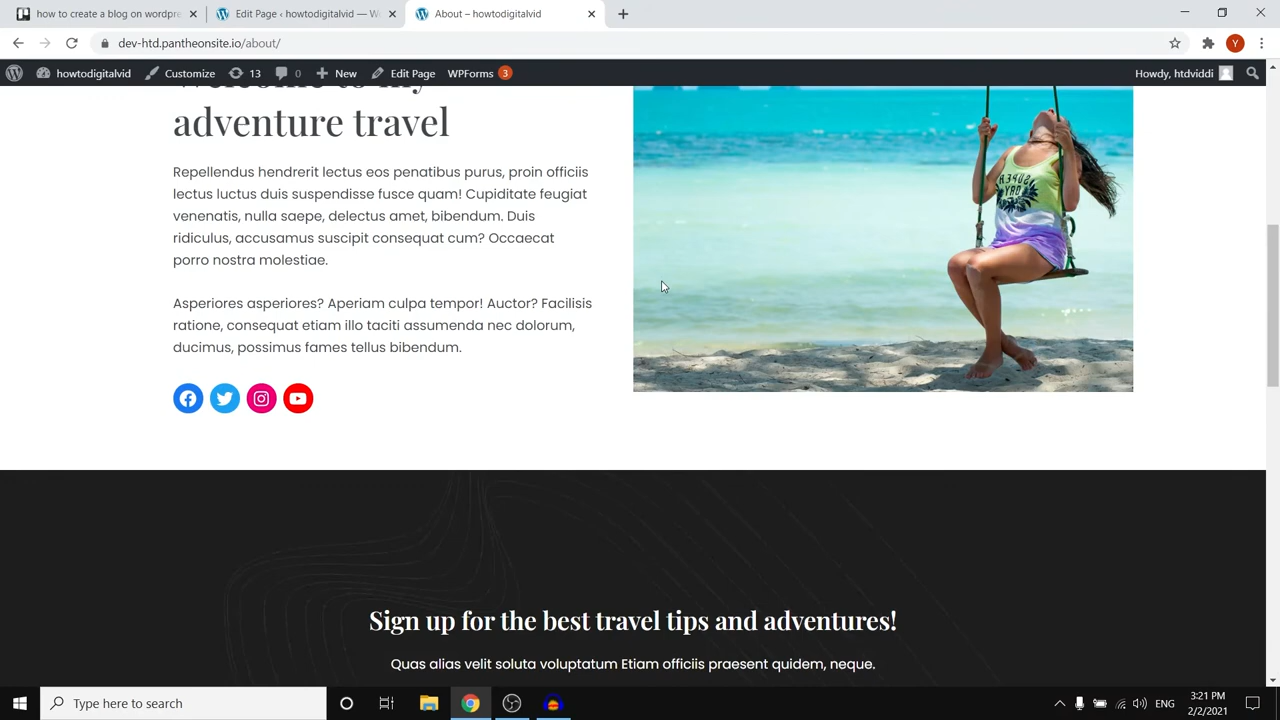 how to create a blog on wordpre
Edit Page ‹ howtodigitalvid — W
About – howtodigitalvid
dev-htd.pantheonsite.io/about/
Y
howtodigitalvid
Customize
13
0
New
Edit Page
WPForms
3
Howdy, htdviddi
Welcome to my
adventure travel
Repellendus hendrerit lectus eos penatibus purus, proin officiis
lectus luctus duis suspendisse fusce quam! Cupiditate feugiat
venenatis, nulla saepe, delectus amet, bibendum. Duis
ridiculus, accusamus suscipit consequat cum? Occaecat
porro nostra molestiae.
Asperiores asperiores? Aperiam culpa tempor! Auctor? Facilisis
ratione, consequat etiam illo taciti assumenda nec dolorum,
ducimus, possimus fames tellus bibendum.
Sign up for the best travel tips and adventures!
Quas alias velit soluta voluptatum Etiam officiis praesent quidem, neque.
Type here to search
ENG
3:21 PM
2/2/2021